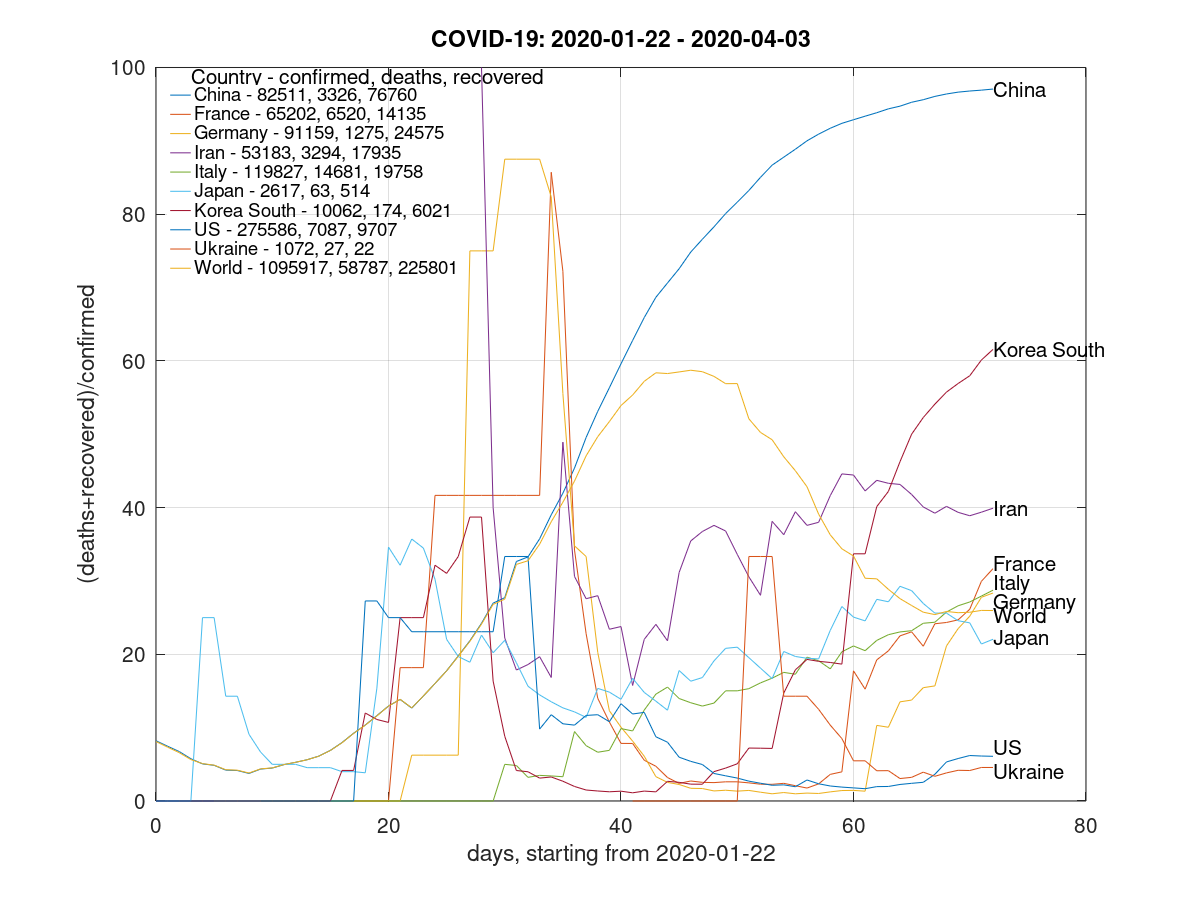 COVID-19: 2020-01-22 - 2020-04-03
100
80
60
40
20
0
(deaths+recovered)/confirmed
Country - confirmed, deaths, recovered
China - 82511, 3326, 76760
France - 65202, 6520, 14135
Germany - 91159, 1275, 24575
Iran - 53183, 3294, 17935
Italy - 119827, 14681, 19758
Japan - 2617, 63, 514
Korea South - 10062, 174, 6021
US - 275586, 7087, 9707
Ukraine - 1072, 27, 22
World - 1095917, 58787, 225801
China
Korea South
Iran
France
Italy
Germany
World
Japan
US
Ukraine
0 20 40 60 80
days, starting from 2020-01-22